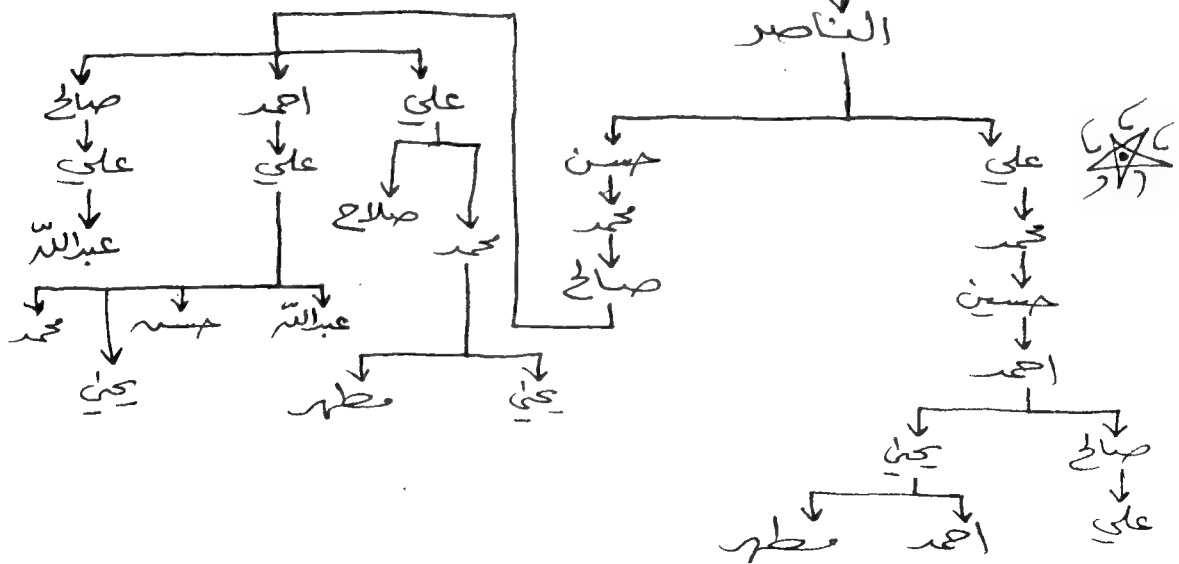 الناصر
علي حسن
محمد محمد
حسين صالح
احمد
صالح يحيى
علي احمد مطهر
علي احمد صالح
محمد صلاح علي علي
عبدالله
يحيى مطهر
عبدالله حسن يحيى محمد